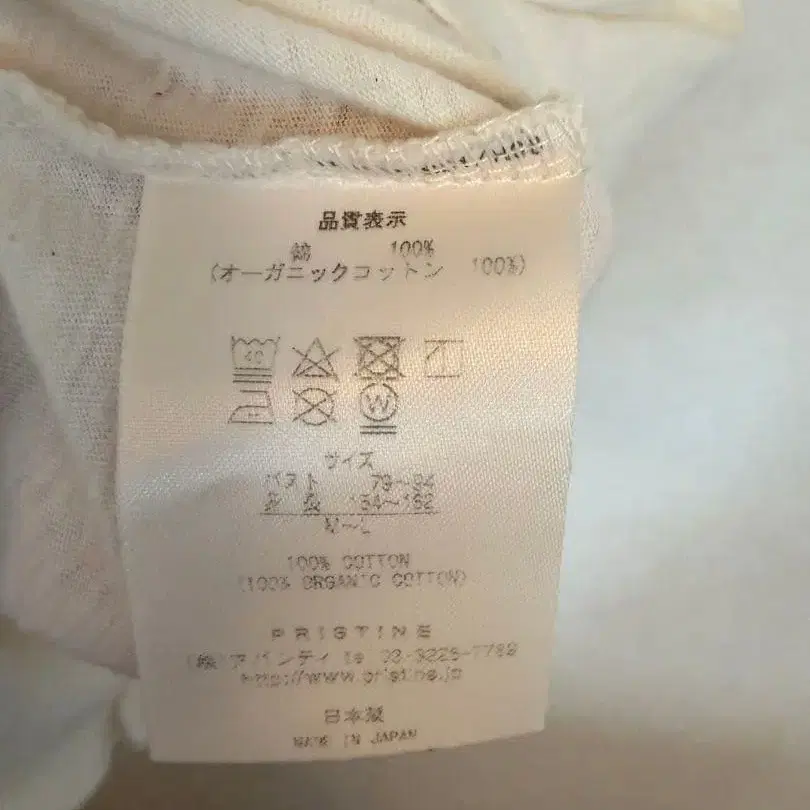 品質表示
綿 100%
(オーガニックコットン 100%)
40
W
サイズ
バスト 79〜94
身長 154〜162
M〜L
100% COTTON
(100% ORGANIC COTTON)
PRISTINE
(株)アバンティ
http://www.pristine.jp
日本製
MADE IN JAPAN